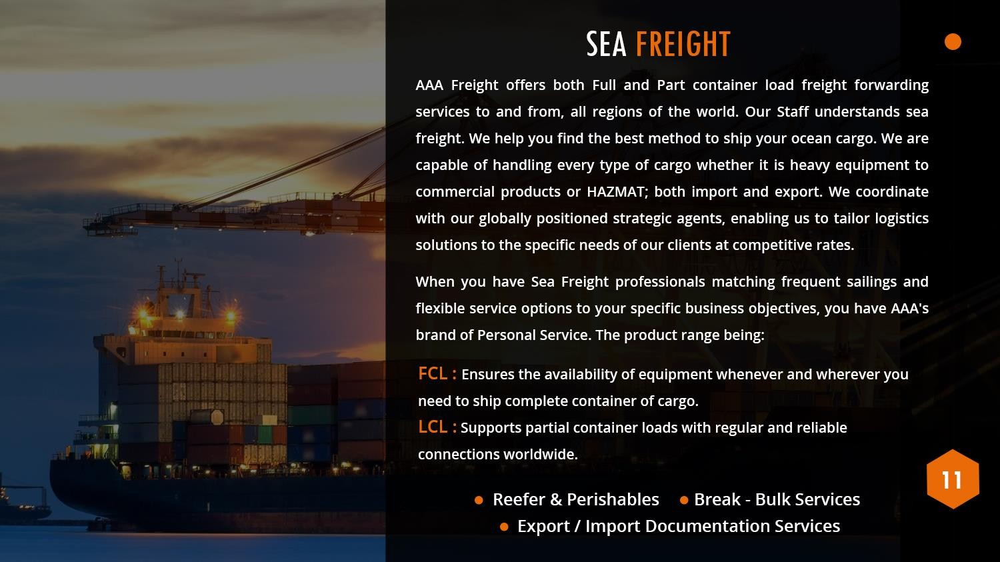 SEA FREIGHT
AAA Freight offers both Full and Part container load freight forwarding
services to and from, all regions of the world. Our Staff understands sea
freight. We help you find the best method to ship your ocean cargo. We are
capable of handling every type of cargo whether it is heavy equipment to
commercial products or HAZMAT; both import and export. We coordinate
with our globally positioned strategic agents, enabling us to tailor logistics
solutions to the specific needs of our clients at competitive rates.
When you have Sea Freight professionals matching frequent sailings and
flexible service options to your specific business objectives, you have AAA's
brand of Personal Service. The product range being:
FCL : Ensures the availability of equipment whenever and wherever you
need to ship complete container of cargo.
LCL : Supports partial container loads with regular and reliable
connections worldwide.
11
● Reefer & Perishables ● Break - Bulk Services
● Export / Import Documentation Services